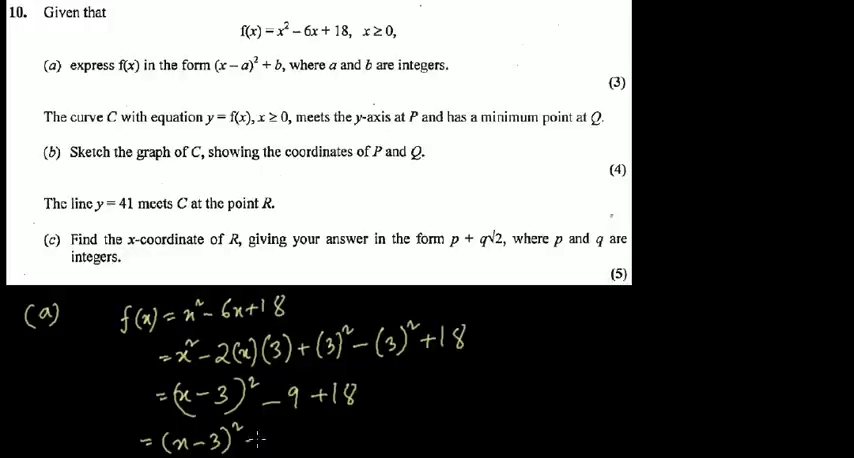 10. Given that
f(x) = x² – 6x + 18, x ≥ 0,
(a) express f(x) in the form (x – a)² + b, where a and b are integers.
(3)
The curve C with equation y = f(x), x ≥ 0, meets the y-axis at P and has a minimum point at Q.
(b) Sketch the graph of C, showing the coordinates of P and Q.
(4)
The line y = 41 meets C at the point R.
(c) Find the x-coordinate of R, giving your answer in the form p + q√2, where p and q are
integers.
(5)
(a) f(x) = x² - 6x + 18
= x² - 2(x)(3) + (3)² - (3)² + 18
= (x - 3)² - 9 + 18
= (x - 3)² +